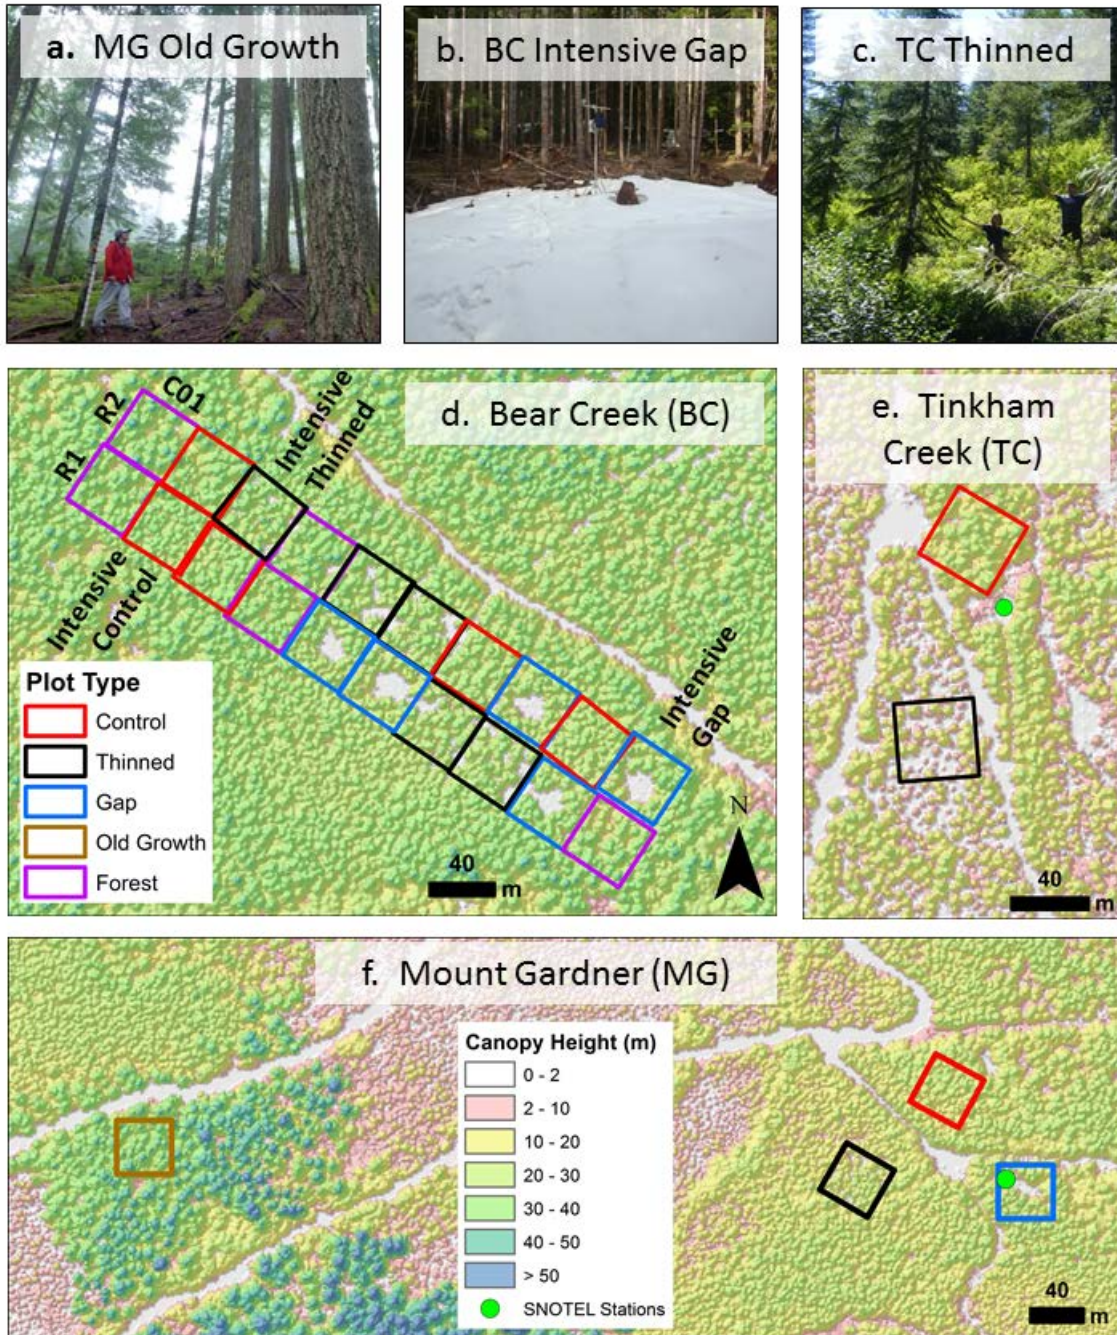 a. MG Old Growth
b. BC Intensive Gap
c. TC Thinned
d. Bear Creek (BC)
R2
C01
R1
Intensive
Thinned
Intensive
Control
Intensive
Gap
Plot Type
Control
Thinned
Gap
Old Growth
Forest
40
m
N
e. Tinkham
Creek (TC)
40
m
f. Mount Gardner (MG)
Canopy Height (m)
0 - 2
2 - 10
10 - 20
20 - 30
30 - 40
40 - 50
> 50
SNOTEL Stations
40
m